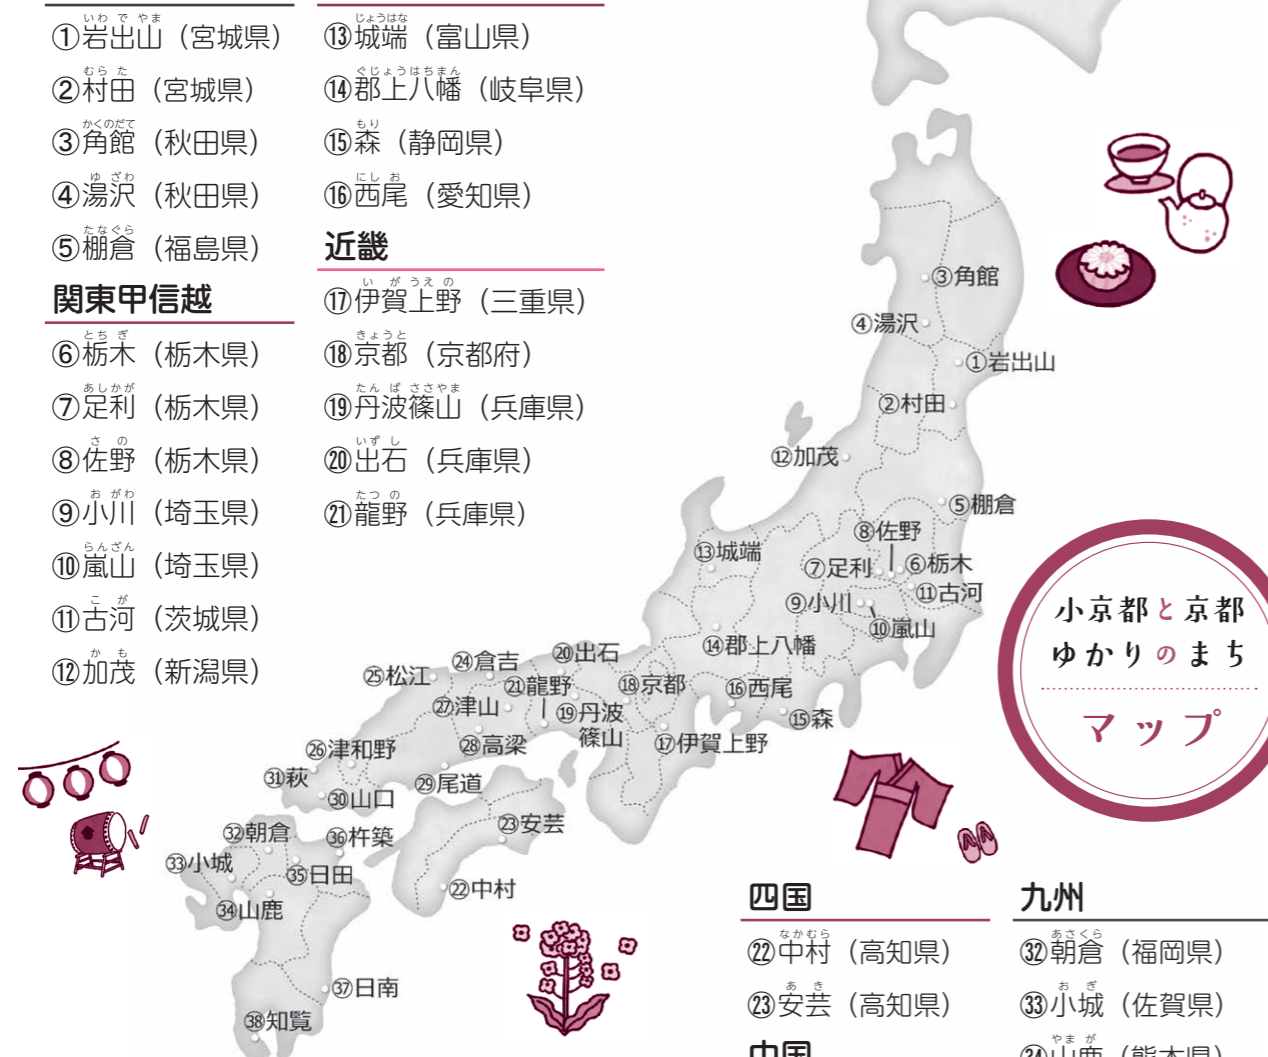 ①岩出山（宮城県）
②村田（宮城県）
③角館（秋田県）
④湯沢（秋田県）
⑤棚倉（福島県）
関東甲信越
⑥栃木（栃木県）
⑦足利（栃木県）
⑧佐野（栃木県）
⑨小川（埼玉県）
⑩嵐山（埼玉県）
⑪古河（茨城県）
⑫加茂（新潟県）
⑬城端（富山県）
⑭郡上八幡（岐阜県）
⑮森（静岡県）
⑯西尾（愛知県）
近畿
⑰伊賀上野（三重県）
⑱京都（京都府）
⑲丹波篠山（兵庫県）
⑳出石（兵庫県）
㉑龍野（兵庫県）
③角館
④湯沢
①岩出山
②村田
⑫加茂
⑤棚倉
⑧佐野
⑬城端
⑦足利
⑥栃木
⑪古河
⑨小川
⑩嵐山
⑭郡上八幡
⑳出石
㉔倉吉
㉕松江
㉑龍野
⑱京都
⑯西尾
㉗津山
⑲丹波
篠山
⑮森
㉘高梁
⑰伊賀上野
㉖津和野
㉛萩
㉙尾道
㉚山口
㉓安芸
㉜朝倉
㊱杵築
㉝小城
㉟日田
㉒中村
㉞山鹿
㊲日南
㊳知覧
小京都と京都
ゆかりのまち
マップ
四国
㉒中村（高知県）
㉓安芸（高知県）
中国
九州
㉜朝倉（福岡県）
㉝小城（佐賀県）
㉞山鹿（熊本県）